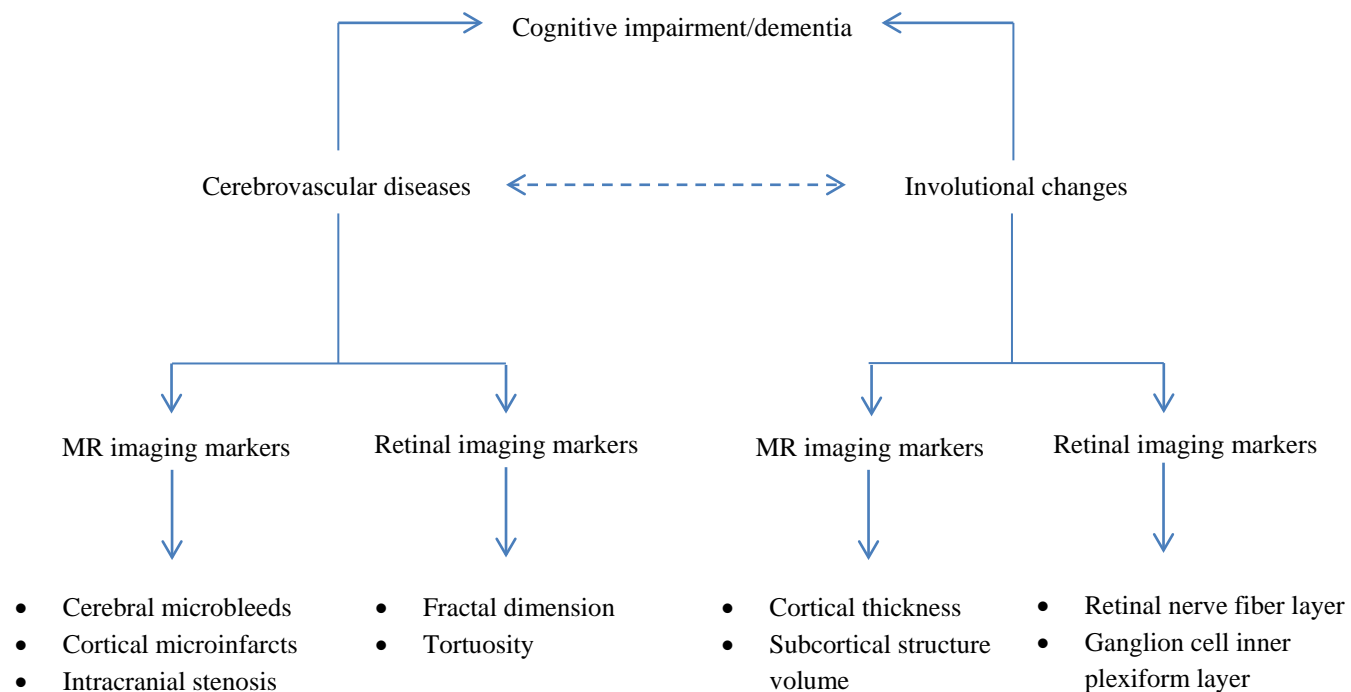 Cognitive impairment/dementia
Cerebrovascular diseases
Involutional changes
MR imaging markers
Retinal imaging markers
MR imaging markers
Retinal imaging markers
• Cerebral microbleeds
• Cortical microinfarcts
• Intracranial stenosis
• Fractal dimension
• Tortuosity
• Cortical thickness
• Subcortical structure
volume
• Retinal nerve fiber layer
• Ganglion cell inner
plexiform layer